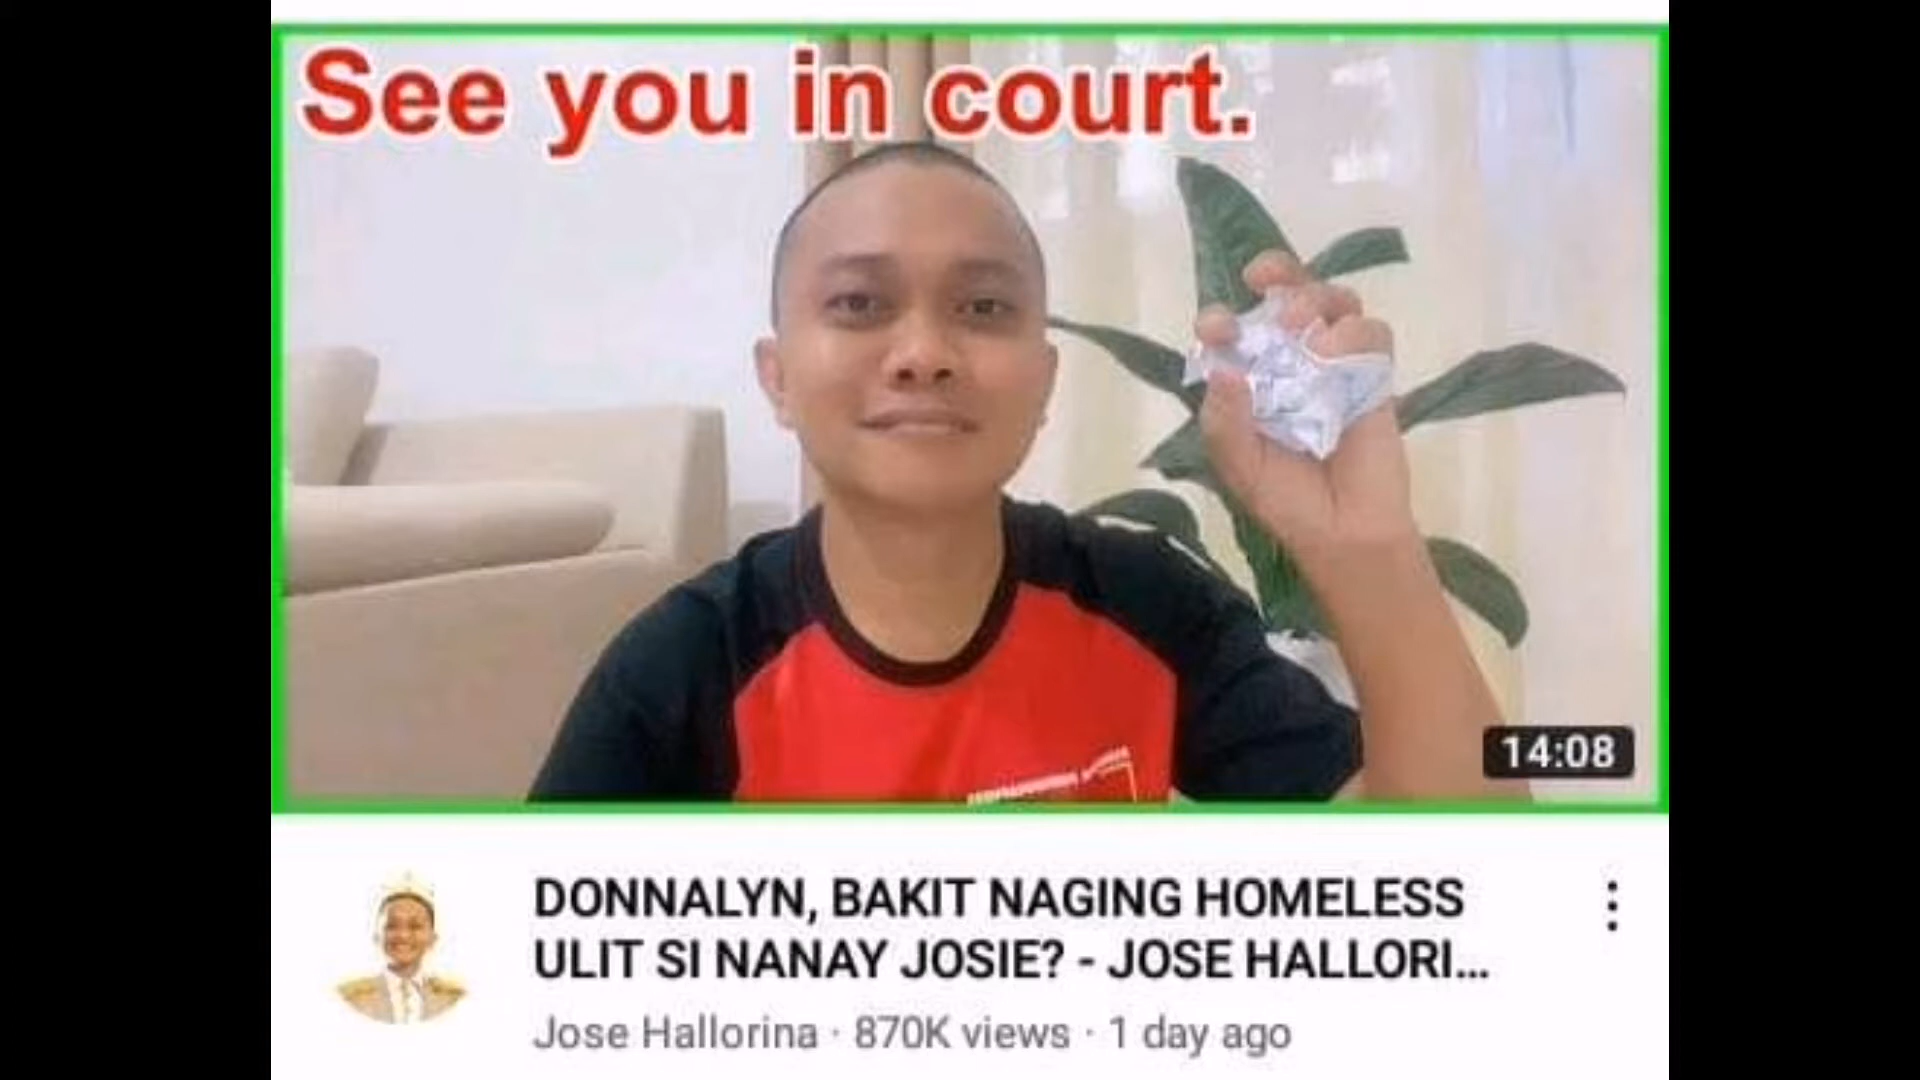 See you in court.
14:08
DONNALYN, BAKIT NAGING HOMELESS
ULIT SI NANAY JOSIE? - JOSE HALLORI...
Jose Hallorina · 870K views · 1 day ago